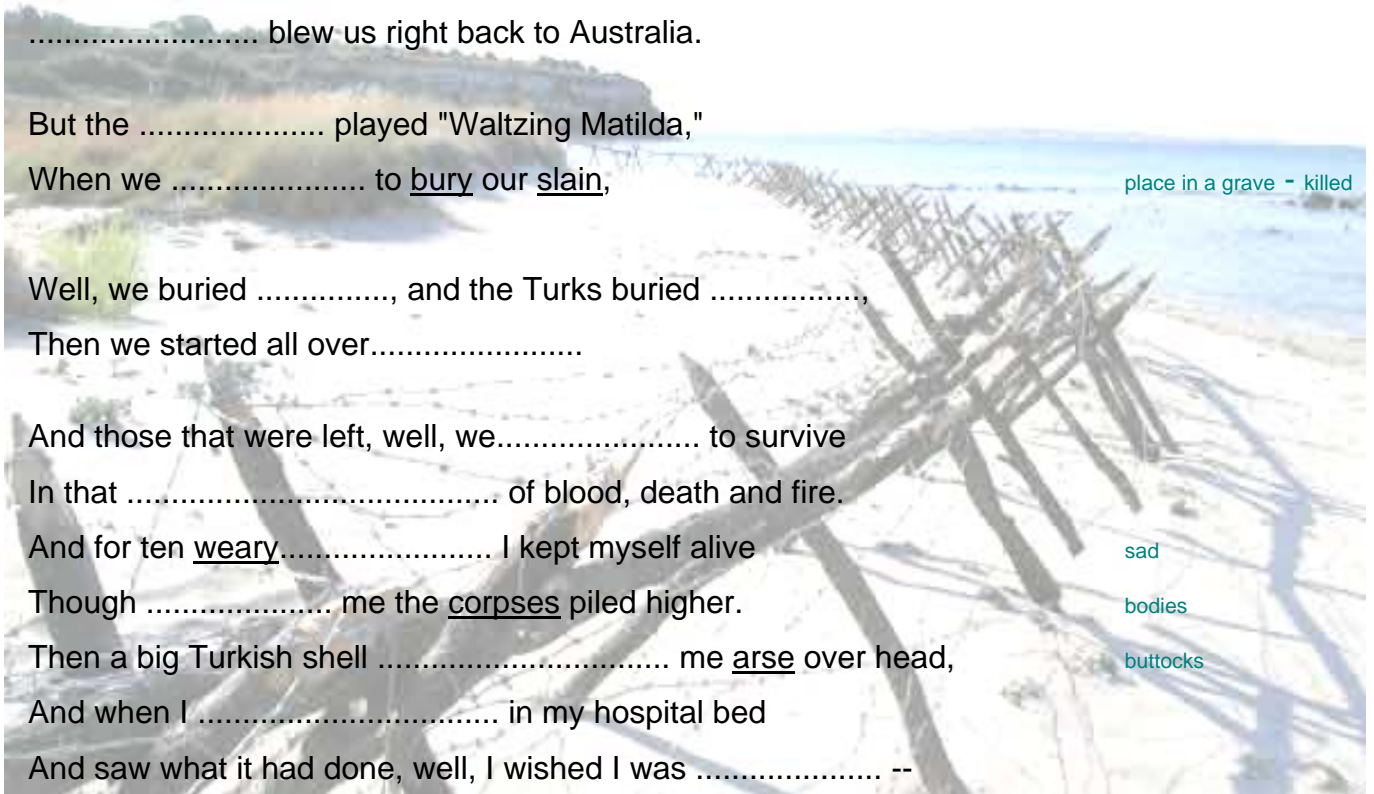 .......................... blew us right back to Australia.
But the ..................... played "Waltzing Matilda,"
When we ...................... to bury our slain, place in a grave - killed
Well, we buried ..............., and the Turks buried .................,
Then we started all over........................
And those that were left, well, we....................... to survive
In that .......................................... of blood, death and fire.
And for ten weary........................ I kept myself alive sad
Though ..................... me the corpses piled higher. bodies
Then a big Turkish shell ................................. me arse over head, buttocks
And when I .................................. in my hospital bed
And saw what it had done, well, I wished I was ..................... --